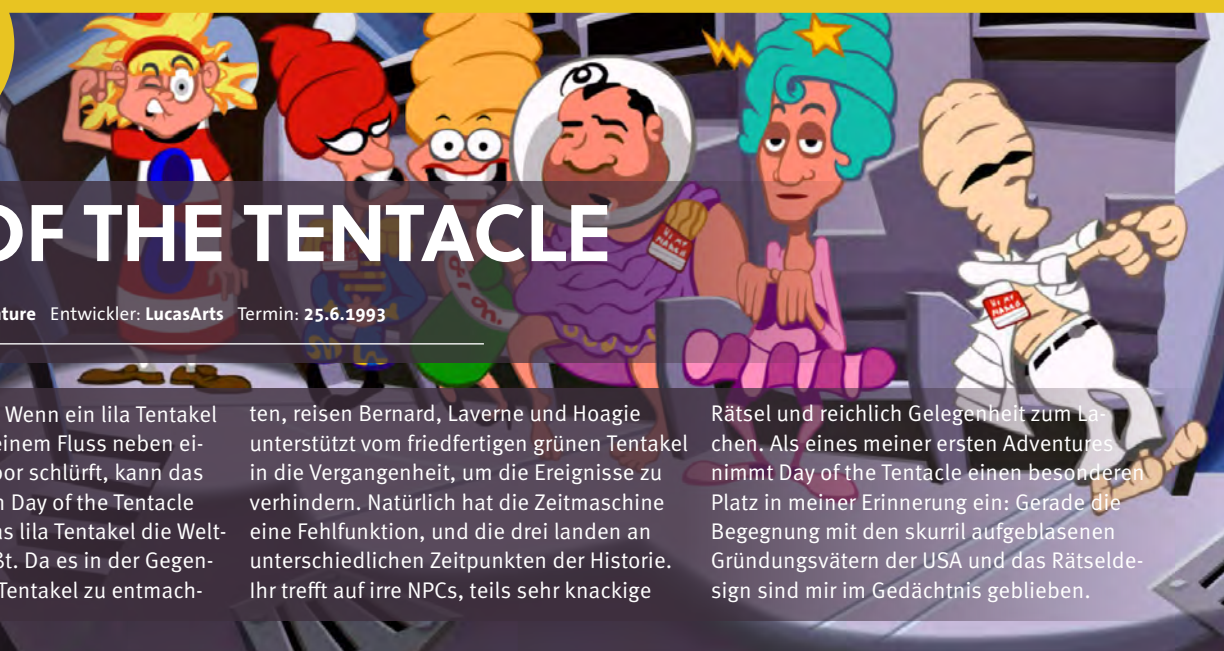 OF THE TENTACLE
ture Entwickler: LucasArts Termin: 25.6.1993
Wenn ein lila Tentakel
einem Fluss neben ei-
oor schlürft, kann das
n Day of the Tentacle
as lila Tentakel die Welt-
ßt. Da es in der Gegen-
Tentakel zu entmach-
ten, reisen Bernard, Laverne und Hoagie
unterstützt vom friedfertigen grünen Tentakel
in die Vergangenheit, um die Ereignisse zu
verhindern. Natürlich hat die Zeitmaschine
eine Fehlfunktion, und die drei landen an
unterschiedlichen Zeitpunkten der Historie.
Ihr trefft auf irre NPCs, teils sehr knackige
Rätsel und reichlich Gelegenheit zum La-
chen. Als eines meiner ersten Adventures
nimmt Day of the Tentacle einen besonderen
Platz in meiner Erinnerung ein: Gerade die
Begegnung mit den skurril aufgeblasenen
Gründungsvätern der USA und das Rätselde-
sign sind mir im Gedächtnis geblieben.